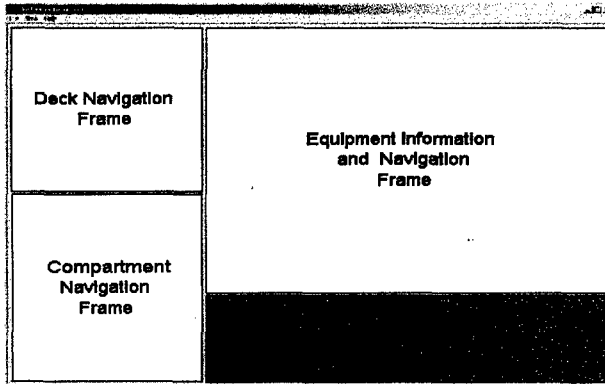 Deck Navigation
Frame
Equipment Information
and Navigation
Frame
Compartment
Navigation
Frame